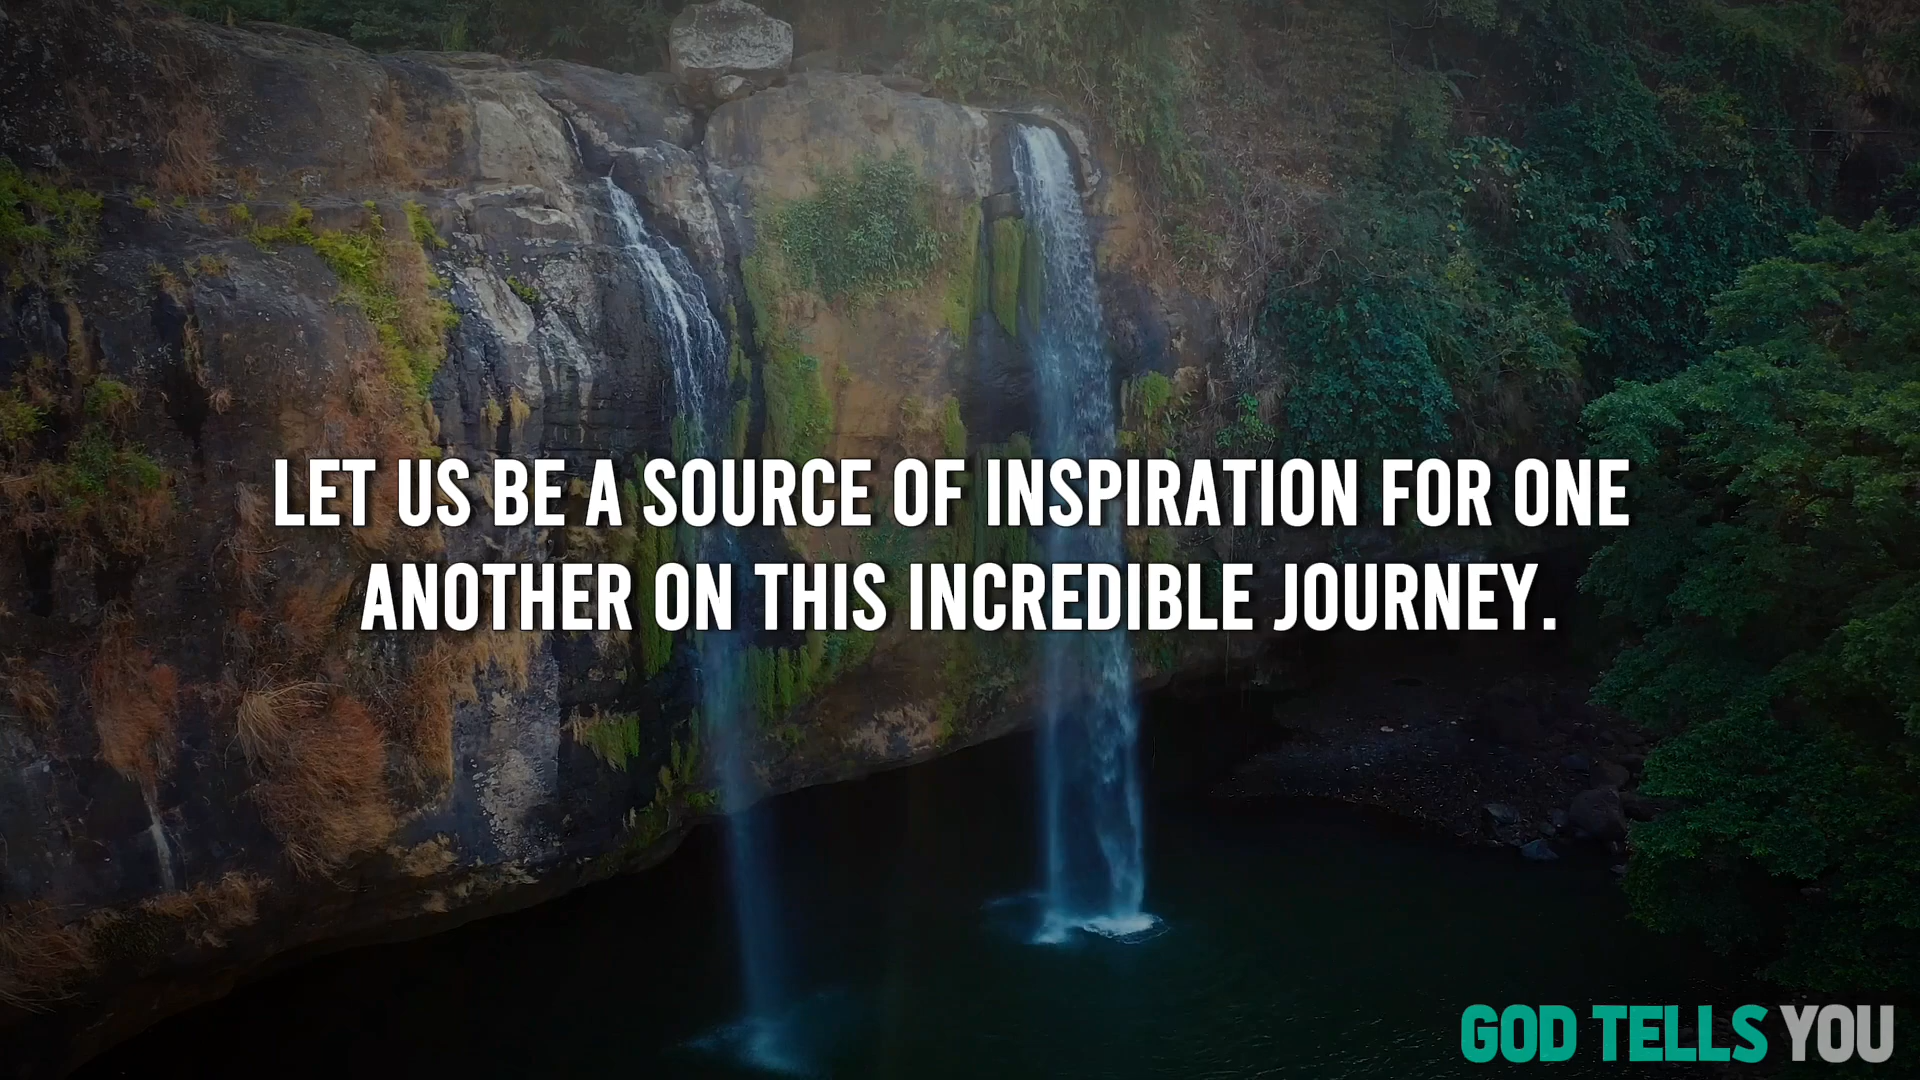 LET US BE A SOURCE OF INSPIRATION FOR ONE
ANOTHER ON THIS INCREDIBLE JOURNEY.
GOD TELLS YOU